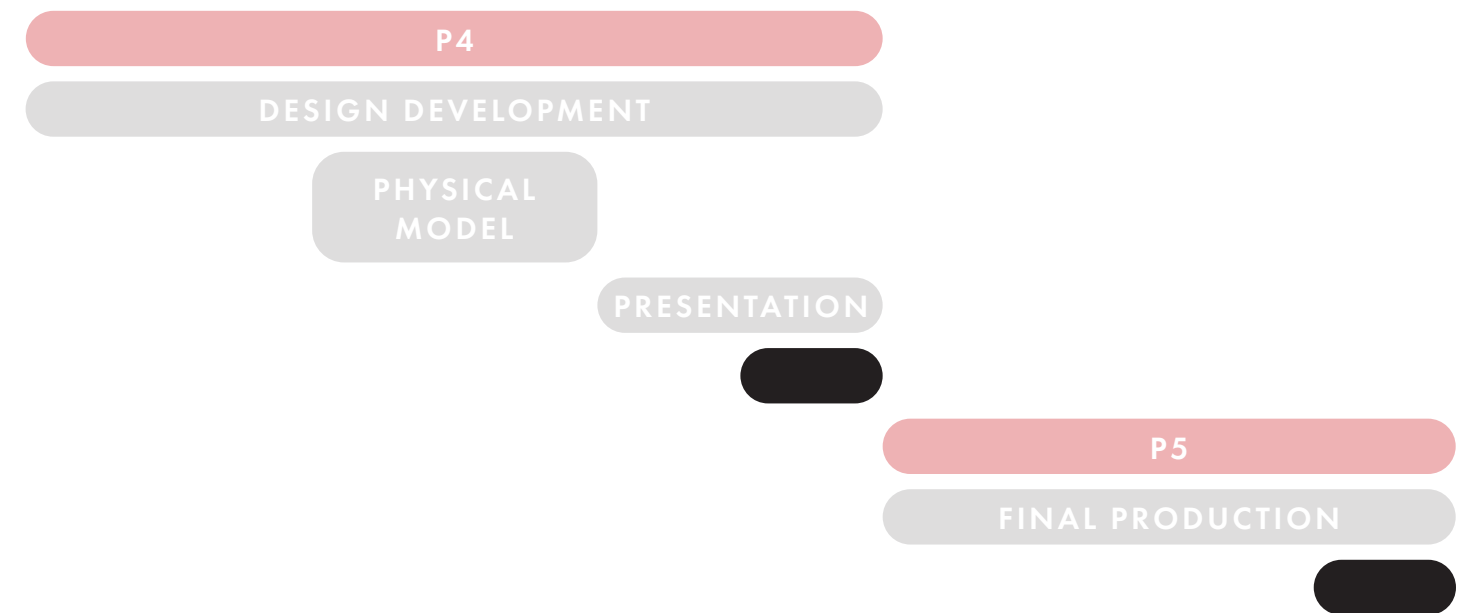 P4
DESIGN DEVELOPMENT
PHYSICAL
MODEL
PRESENTATION
P5
FINAL PRODUCTION